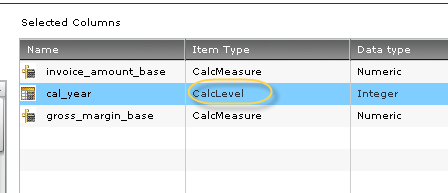 Selected Columns
Name Item Type Data type
invoice_amount_base CalcMeasure Numeric
cal_year CalcLevel Integer
gross_margin_base CalcMeasure Numeric